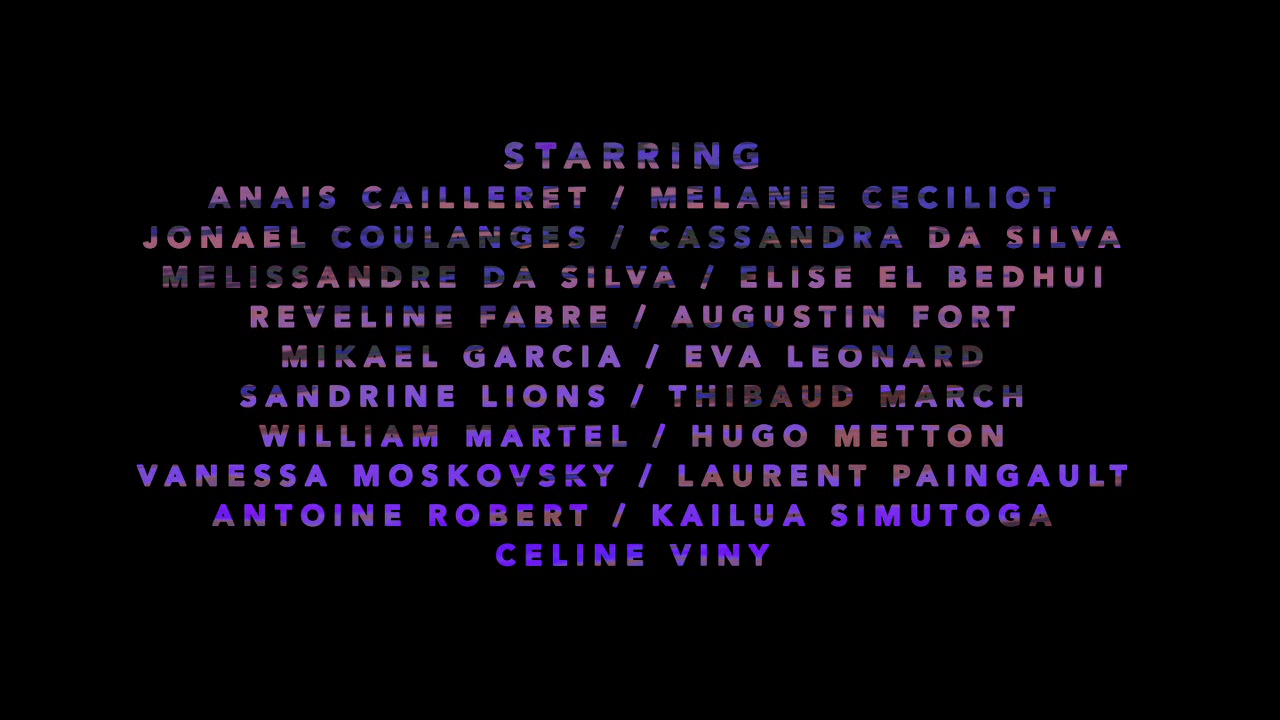 STARRING
ANAIS CAILLERET / MELANIE CECILIOT
JONAEL COULANGES / CASSANDRA DA SILVA
MELISSANDRE DA SILVA / ELISE EL BEDHUI
REVELINE FABRE / AUGUSTIN FORT
MIKAEL GARCIA / EVA LEONARD
SANDRINE LIONS / THIBAUD MARCH
WILLIAM MARTEL / HUGO METTON
VANESSA MOSKOVSKY / LAURENT PAINGAULT
ANTOINE ROBERT / KAILUA SIMUTOGA
CELINE VINY